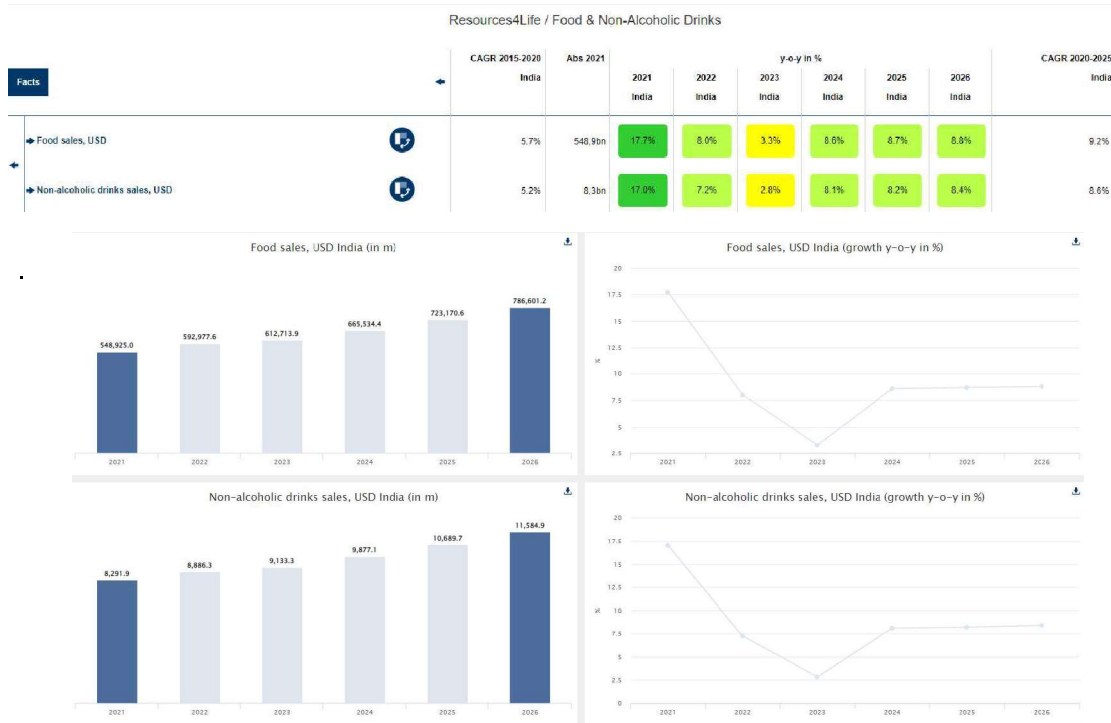 Resources4Life / Food & Non-Alcoholic Drinks
CAGR 2015-2020 Abs 2021 y-o-y in % CAGR 2020-2025
India 2021 2022 2023 2024 2025 2026 India
Facts
India India India India India India
Food sales, USD 5.7% 548,9bn 17.7% 8.0% 3.3% 8.6% 8.7% 8.8% 9.2%
Non-alcoholic drinks sales, USD 5.2% 8,3bn 17.0% 7.2% 2.8% 8.1% 8.2% 8.4% 8.6%
Food sales, USD India (in m)
548,925.0 592,977.6 612,713.9 665,534.4 723,170.6 786,601.2
2021 2022 2023 2024 2025 2026
Food sales, USD India (growth y-o-y in %)
20
17.5
15
12.5
%
10
7.5
5
2.5
2021 2022 2023 2024 2025 2026
Non-alcoholic drinks sales, USD India (in m)
8,291.9 8,886.3 9,133.3 9,877.1 10,689.7 11,584.9
2021 2022 2023 2024 2025 2026
Non-alcoholic drinks sales, USD India (growth y-o-y in %)
20
17.5
15
12.5
% 10
7.5
5
2.5
0
2021 2022 2023 2024 2025 2026